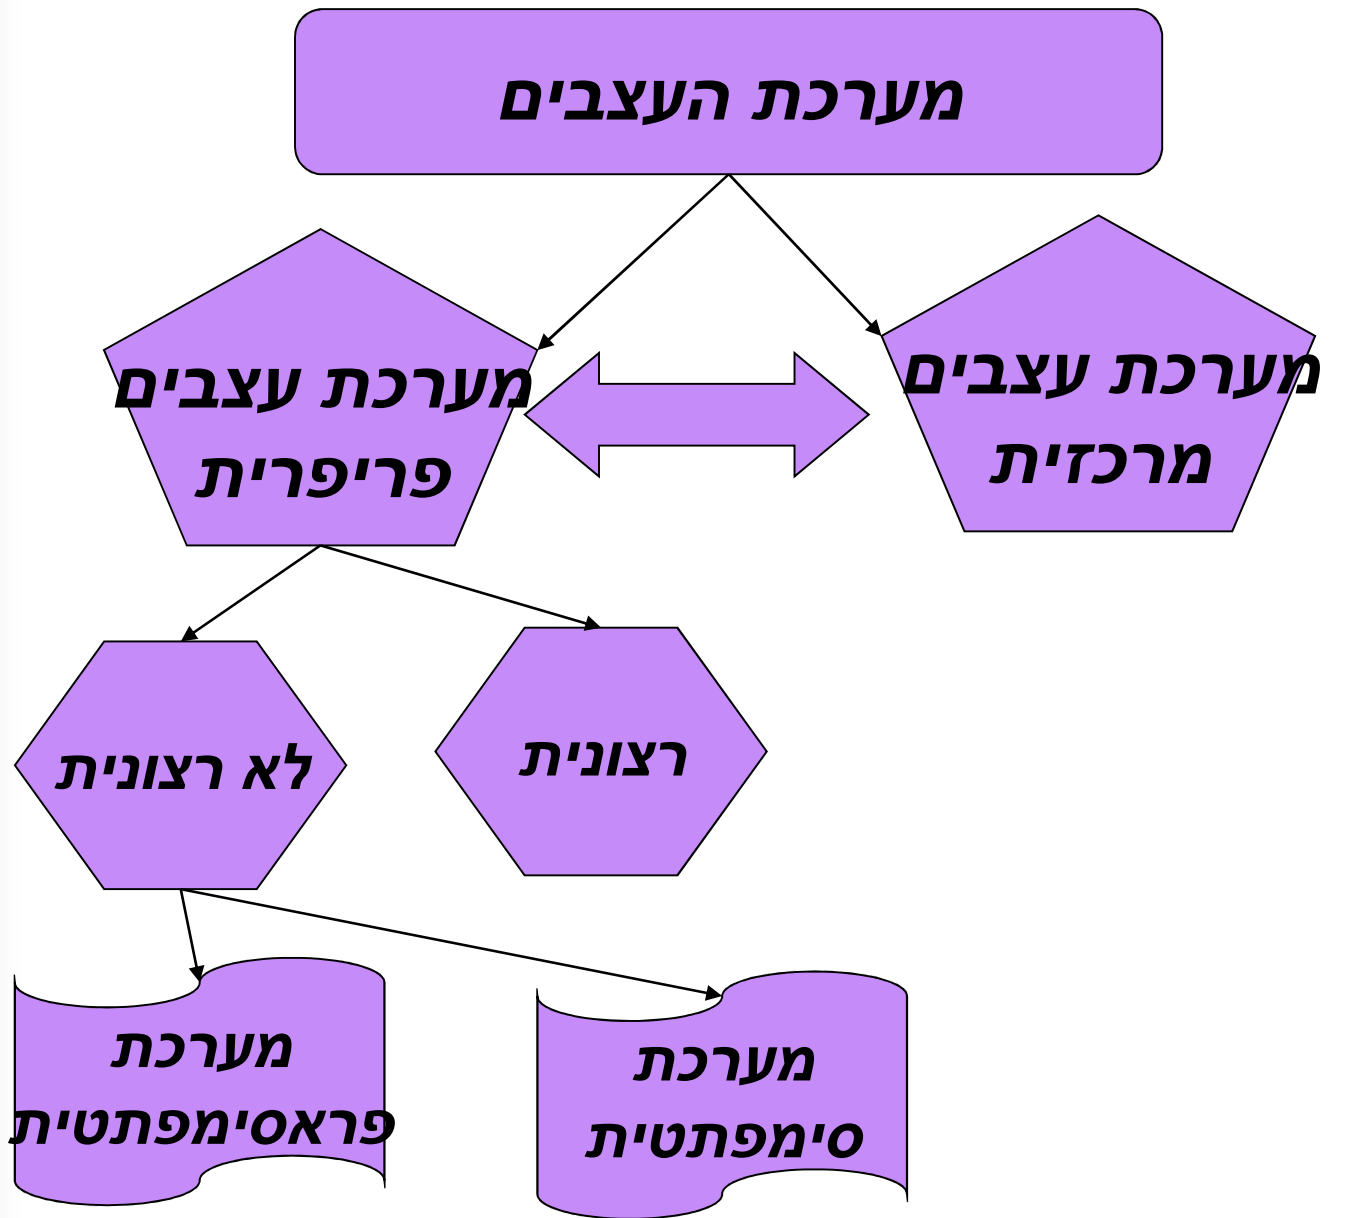 מערכת העצבים
מערכת עצבים
מרכזית
מערכת עצבים
פריפרית
רצונית
לא רצונית
מערכת
סימפתטית
מערכת
פראסימפתטית